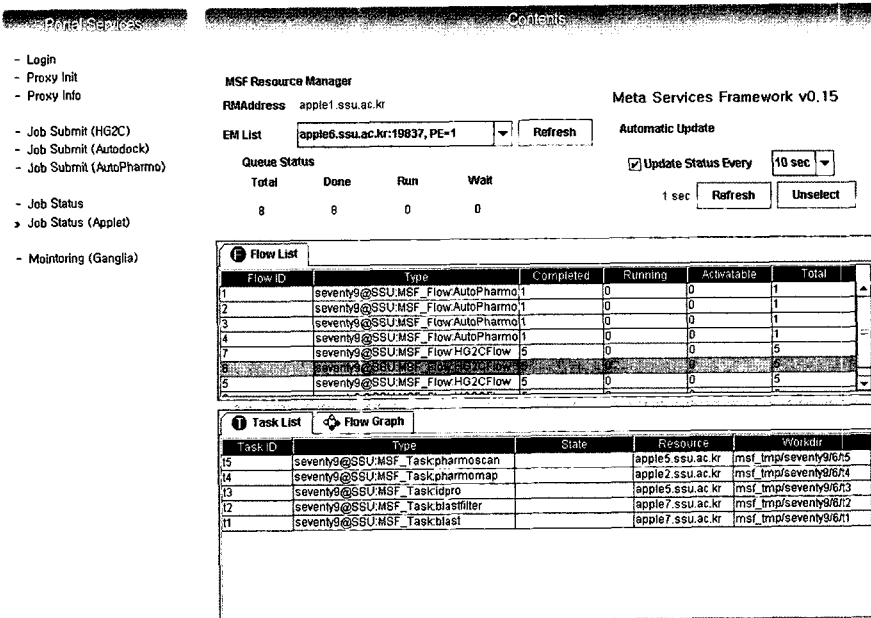 Portal Services
Contents
- Login
- Proxy Init
- Proxy Info
- Job Submit (HG2C)
- Job Submit (Autodock)
- Job Submit (AutoPharmo)
- Job Status
Job Status (Applet)
- Mointoring (Ganglia)
MSF Resource Manager
RMAddress apple1.ssu.ac.kr
EM List apple6.ssu.ac.kr:19837, PE=1 Refresh
Queue Status
Total Done Run Wait
8 8 0 0
Meta Services Framework v0.15
Automatic Update
Update Status Every 10 sec
1 sec Refresh Unselect
F Flow List
Flow ID Type Completed Running Activatable Total
1 seventy9@SSU:MSF_Flow:AutoPharmo 1 0 0 1
2 seventy9@SSU:MSF_Flow:AutoPharmo 1 0 0 1
3 seventy9@SSU:MSF_Flow:AutoPharmo 1 0 0 1
4 seventy9@SSU:MSF_Flow:AutoPharmo 1 0 0 1
7 seventy9@SSU:MSF_Flow:HG2CFlow 5 0 0 5
6 seventy9@SSU:MSF_Flow:HG2CFlow
5 seventy9@SSU:MSF_Flow:HG2CFlow 5 0 0 5
T Task List Flow Graph
Task ID Type State Resource Workdir
t5 seventy9@SSU:MSF_Task:pharmoscan apple5.ssu.ac.kr msf_tmp/seventy9/6/t5
t4 seventy9@SSU:MSF_Task:pharmomap apple2.ssu.ac.kr msf_tmp/seventy9/6/t4
t3 seventy9@SSU:MSF_Task:idpro apple5.ssu.ac.kr msf_tmp/seventy9/6/t3
t2 seventy9@SSU:MSF_Task:blastfilter apple7.ssu.ac.kr msf_tmp/seventy9/6/t2
t1 seventy9@SSU:MSF_Task:blast apple7.ssu.ac.kr msf_tmp/seventy9/6/t1